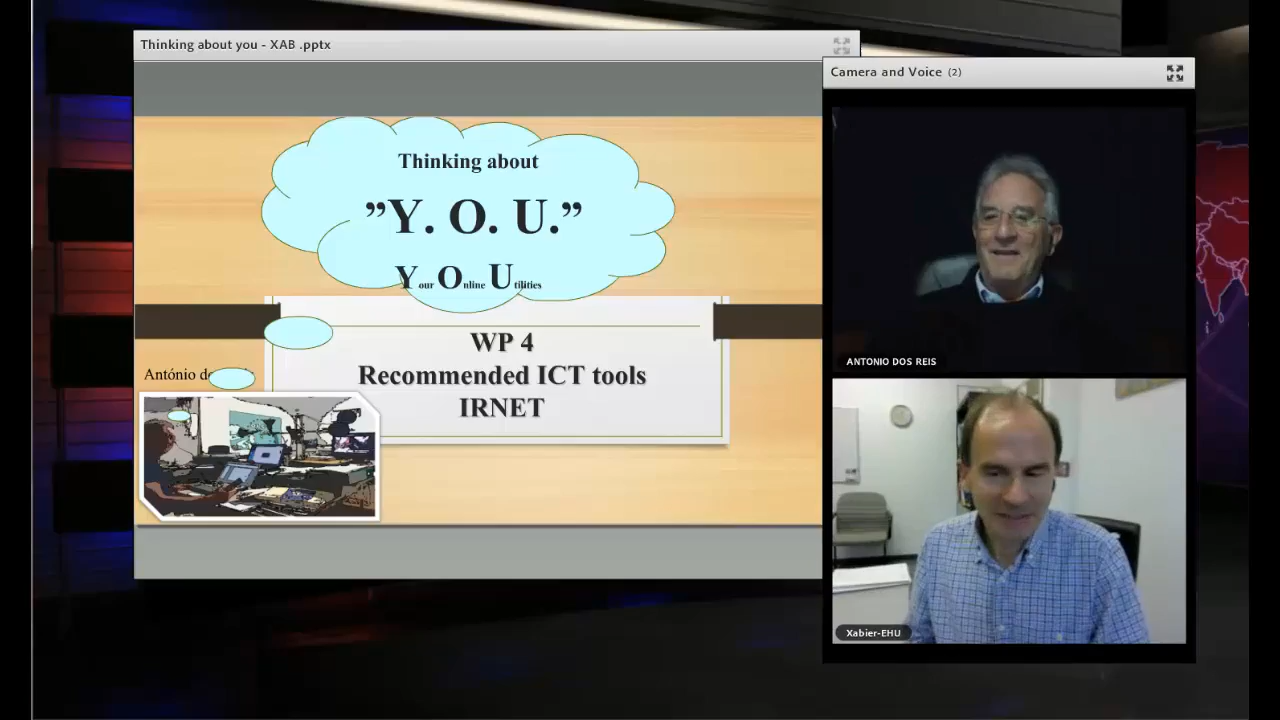 Thinking about you - XAB .pptx
Thinking about
”Y. O. U.”
Your Online Utilities
WP 4
Recommended ICT tools
IRNET
António
Camera and Voice (2)
ANTONIO DOS REIS
Xabier-EHU